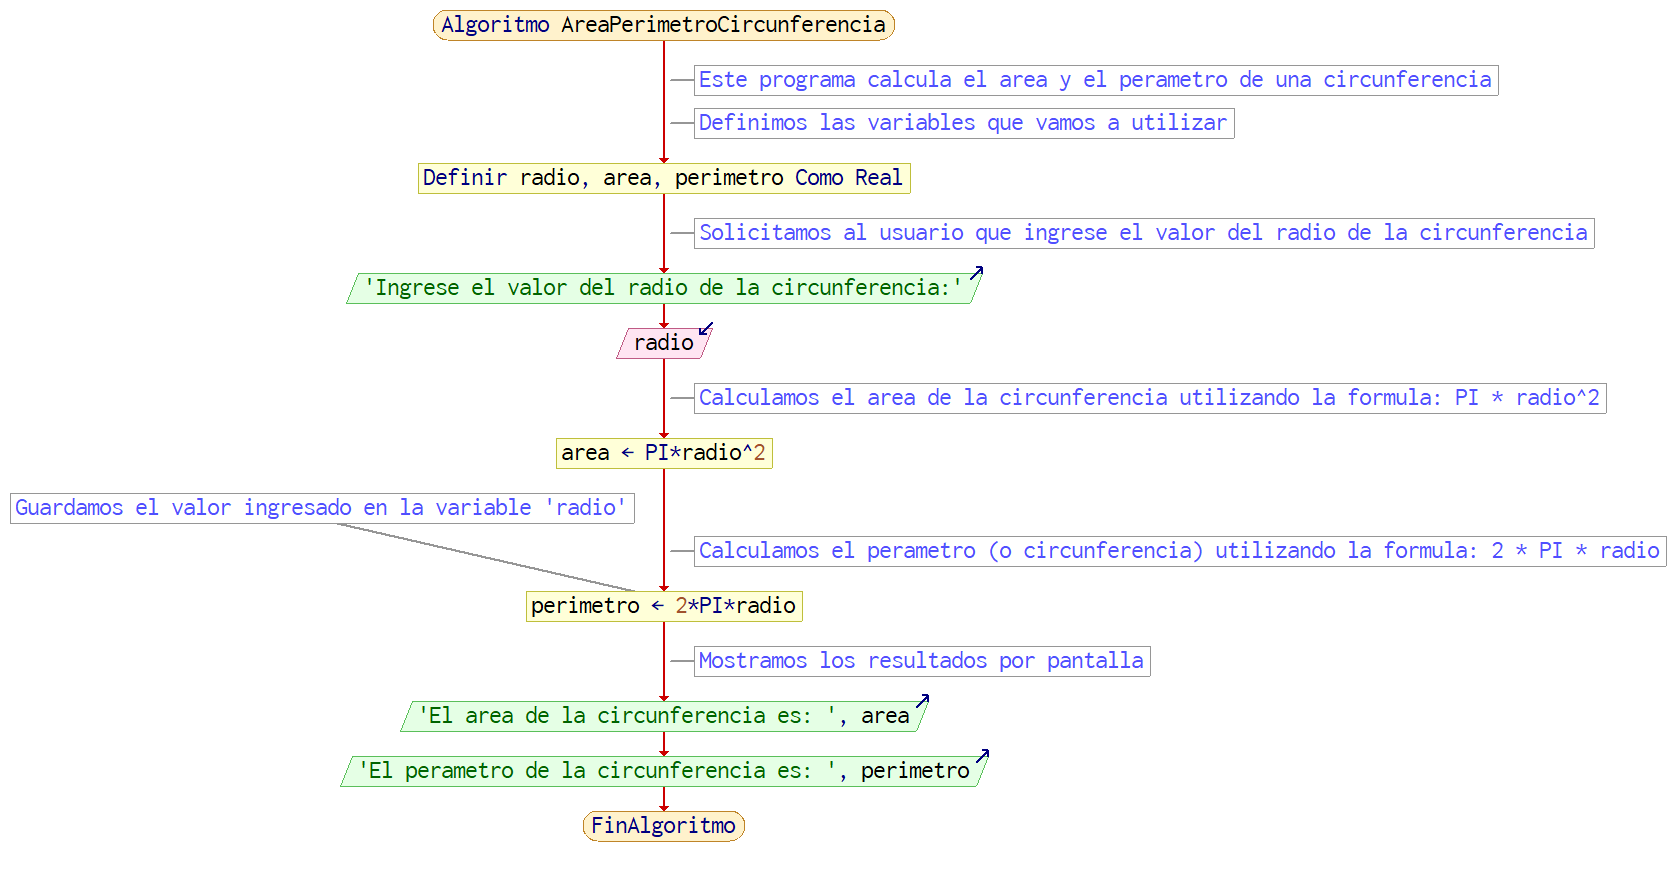 Algoritmo AreaPerimetroCircunferencia
Este programa calcula el area y el perametro de una circunferencia
Definimos las variables que vamos a utilizar
Definir radio, area, perimetro Como Real
Solicitamos al usuario que ingrese el valor del radio de la circunferencia
'Ingrese el valor del radio de la circunferencia:'
radio
Calculamos el area de la circunferencia utilizando la formula: PI * radio^2
area ← PI*radio^2
Guardamos el valor ingresado en la variable 'radio'
Calculamos el perametro (o circunferencia) utilizando la formula: 2 * PI * radio
perimetro ← 2*PI*radio
Mostramos los resultados por pantalla
'El area de la circunferencia es: ', area
'El perametro de la circunferencia es: ', perimetro
FinAlgoritmo